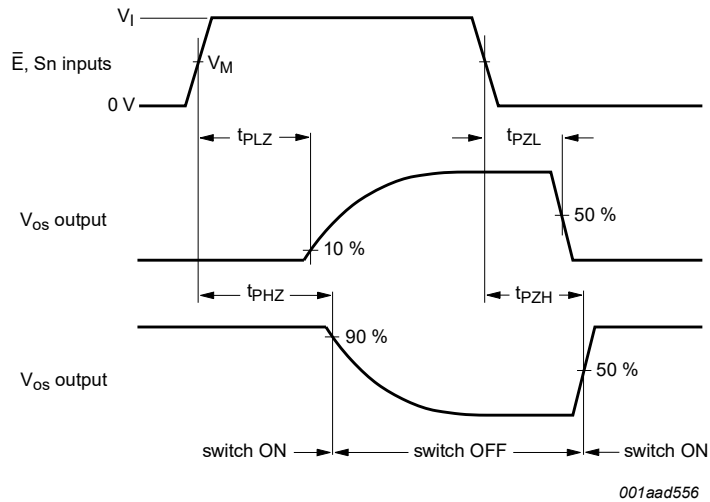 V_I
E̅, Sn inputs
V_M
0 V
t_PLZ
t_PZL
V_os output
50 %
10 %
t_PHZ
t_PZH
90 %
V_os output
50 %
switch ON
switch OFF
switch ON
001aad556